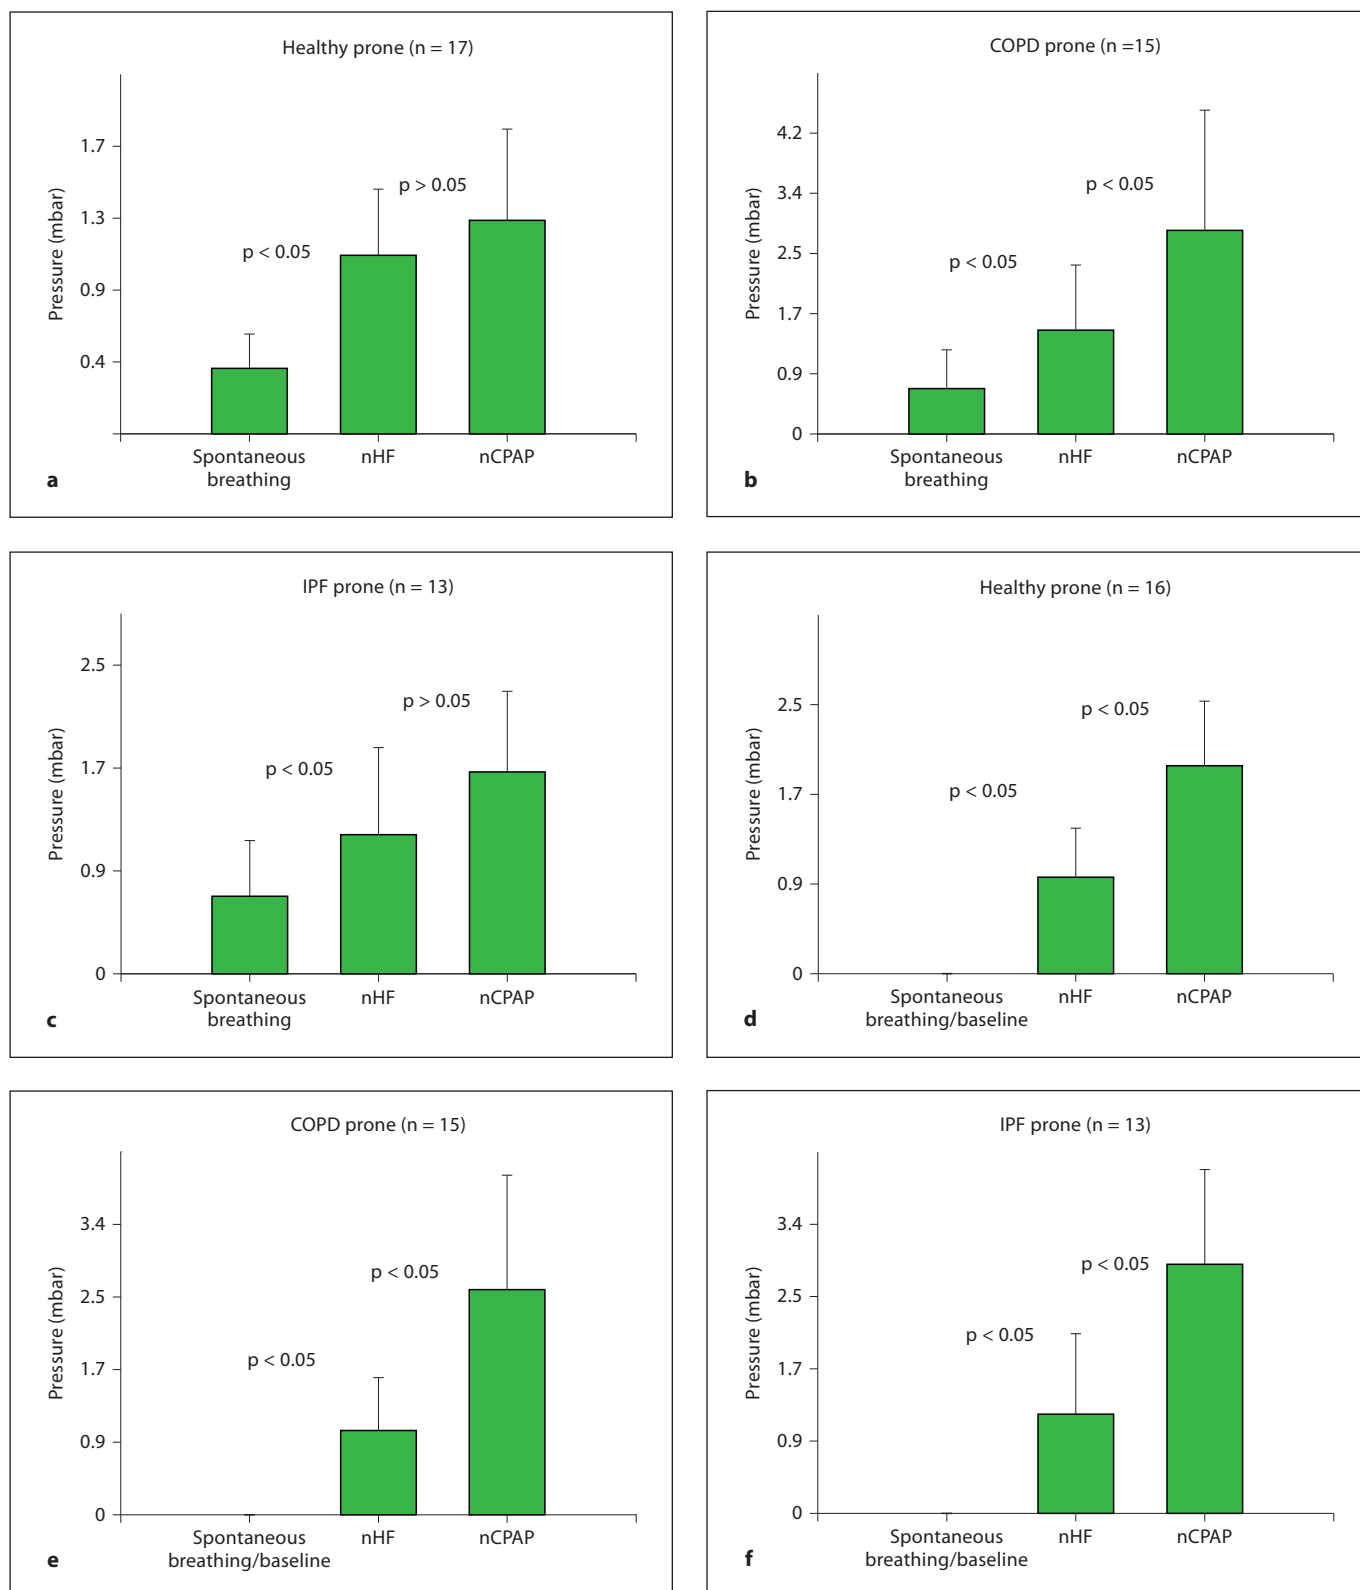 Healthy prone (n = 17)
Pressure (mbar)
1.7
1.3
0.9
0.4
p < 0.05
p > 0.05
Spontaneous
breathing
nHF
nCPAP
a
COPD prone (n =15)
Pressure (mbar)
4.2
3.4
2.5
1.7
0.9
0
p < 0.05
p < 0.05
Spontaneous
breathing
nHF
nCPAP
b
IPF prone (n = 13)
Pressure (mbar)
2.5
1.7
0.9
0
p < 0.05
p > 0.05
Spontaneous
breathing
nHF
nCPAP
c
Healthy prone (n = 16)
Pressure (mbar)
2.5
1.7
0.9
0
p < 0.05
p < 0.05
Spontaneous
breathing/baseline
nHF
nCPAP
d
COPD prone (n = 15)
Pressure (mbar)
3.4
2.5
1.7
0.9
0
p < 0.05
p < 0.05
Spontaneous
breathing/baseline
nHF
nCPAP
e
IPF prone (n = 13)
Pressure (mbar)
3.4
2.5
1.7
0.9
0
p < 0.05
p < 0.05
Spontaneous
breathing/baseline
nHF
nCPAP
f